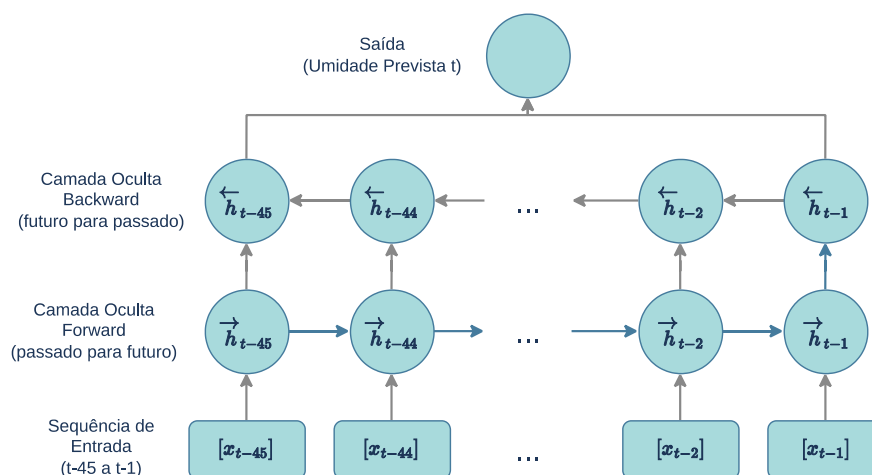 Saída
(Umidade Prevista t)
Camada Oculta
Backward
(futuro para passado)
←h t−45
←h t−44
...
←h t−2
←h t−1
Camada Oculta
Forward
(passado para futuro)
→h t−45
→h t−44
...
→h t−2
→h t−1
Sequência de
Entrada
(t-45 a t-1)
[x t−45]
[x t−44]
...
[x t−2]
[x t−1]